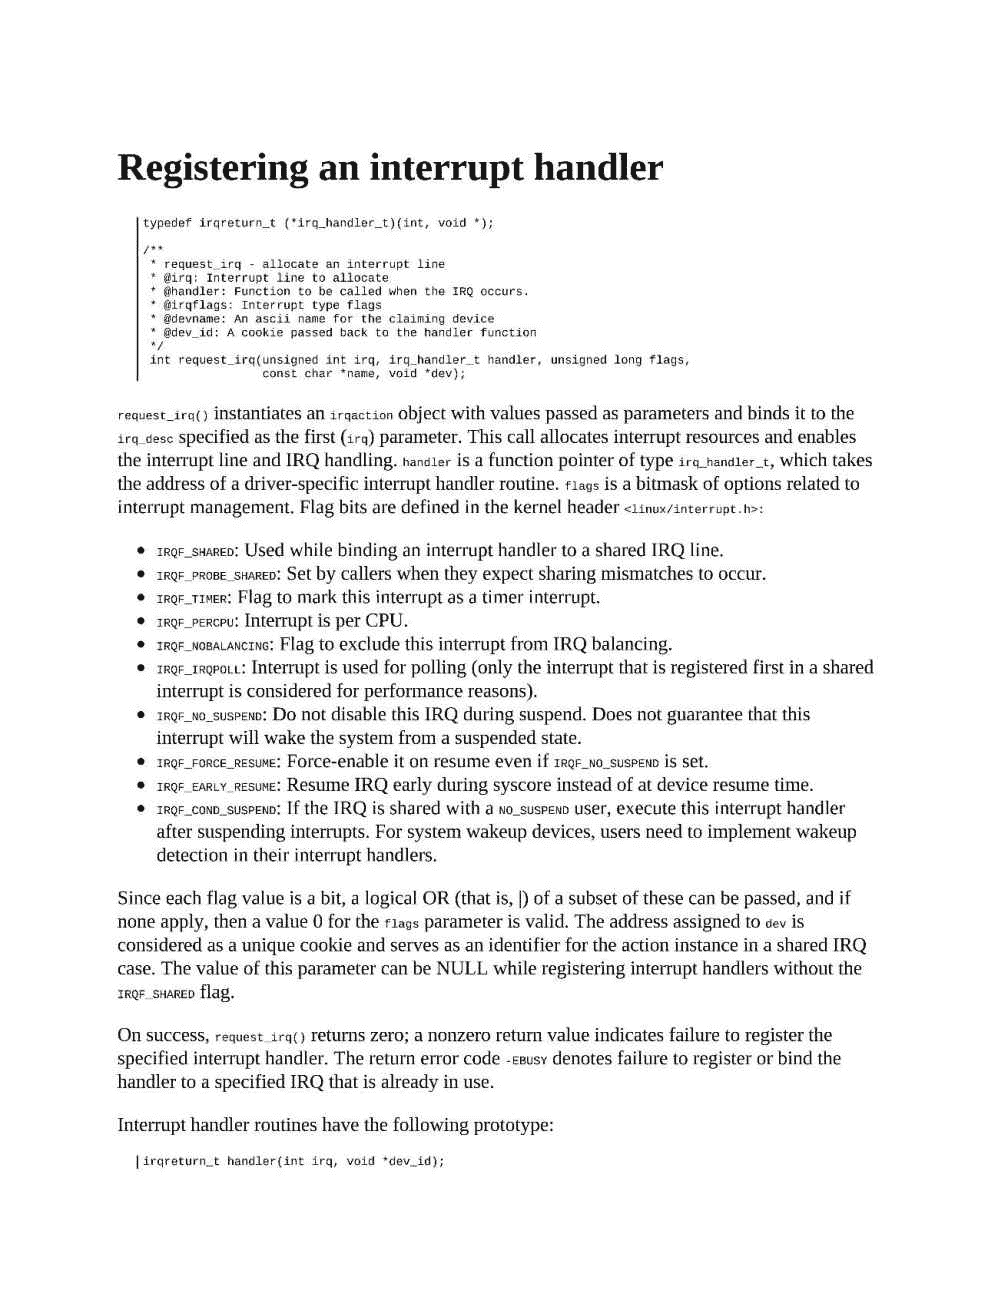 Registering an interrupt handler
typedef irqreturn_t (*irq_handler_t)(int, void *);
/**
* request_irq - allocate an interrupt line
* @irq: Interrupt line to allocate
* @handler: Function to be called when the IRQ occurs.
* @irqflags: Interrupt type flags
* @devname: An ascii name for the claiming device
* @dev_id: A cookie passed back to the handler function
*/
int request_irq(unsigned int irq, irq_handler_t handler, unsigned long flags,
const char *name, void *dev);
request_irq() instantiates an irqaction object with values passed as parameters and binds it to the
irq_desc specified as the first (irq) parameter. This call allocates interrupt resources and enables
the interrupt line and IRQ handling. handler is a function pointer of type irq_handler_t, which takes
the address of a driver-specific interrupt handler routine. flags is a bitmask of options related to
interrupt management. Flag bits are defined in the kernel header <linux/interrupt.h>:
● IRQF_SHARED: Used while binding an interrupt handler to a shared IRQ line.
● IRQF_PROBE_SHARED: Set by callers when they expect sharing mismatches to occur.
● IRQF_TIMER: Flag to mark this interrupt as a timer interrupt.
● IRQF_PERCPU: Interrupt is per CPU.
● IRQF_NOBALANCING: Flag to exclude this interrupt from IRQ balancing.
● IRQF_IRQPOLL: Interrupt is used for polling (only the interrupt that is registered first in a shared
interrupt is considered for performance reasons).
● IRQF_NO_SUSPEND: Do not disable this IRQ during suspend. Does not guarantee that this
interrupt will wake the system from a suspended state.
● IRQF_FORCE_RESUME: Force-enable it on resume even if IRQF_NO_SUSPEND is set.
● IRQF_EARLY_RESUME: Resume IRQ early during syscore instead of at device resume time.
● IRQF_COND_SUSPEND: If the IRQ is shared with a NO_SUSPEND user, execute this interrupt handler
after suspending interrupts. For system wakeup devices, users need to implement wakeup
detection in their interrupt handlers.
Since each flag value is a bit, a logical OR (that is, |) of a subset of these can be passed, and if
none apply, then a value 0 for the flags parameter is valid. The address assigned to dev is
considered as a unique cookie and serves as an identifier for the action instance in a shared IRQ
case. The value of this parameter can be NULL while registering interrupt handlers without the
IRQF_SHARED flag.
On success, request_irq() returns zero; a nonzero return value indicates failure to register the
specified interrupt handler. The return error code -EBUSY denotes failure to register or bind the
handler to a specified IRQ that is already in use.
Interrupt handler routines have the following prototype:
irqreturn_t handler(int irq, void *dev_id);